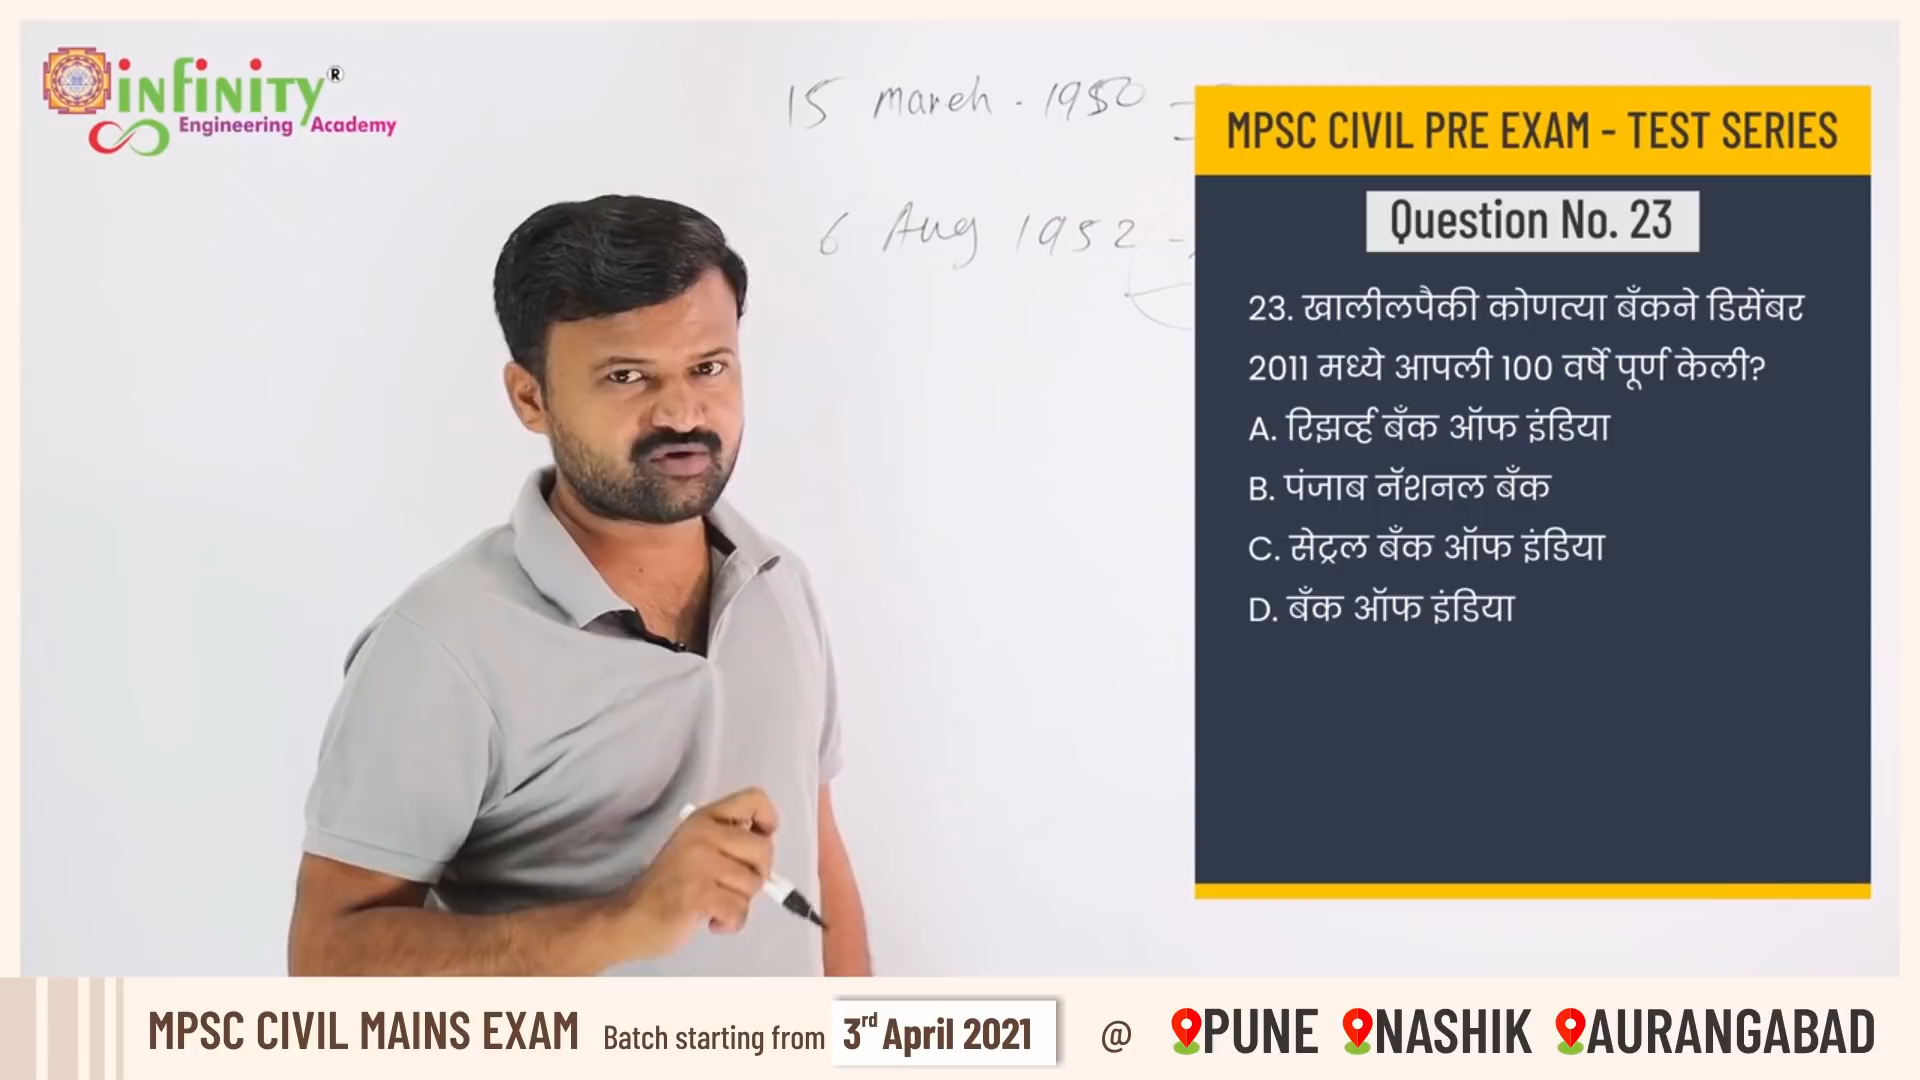 infinity®
Engineering Academy
15 march - 1950 -
6 Aug 1952 -
MPSC CIVIL PRE EXAM - TEST SERIES
Question No. 23
23. खालीलपैकी कोणत्या बँकने डिसेंबर
2011 मध्ये आपली 100 वर्षे पूर्ण केली?
A. रिझर्व्ह बँक ऑफ इंडिया
B. पंजाब नॅशनल बँक
C. सेट्रल बँक ऑफ इंडिया
D. बँक ऑफ इंडिया
MPSC CIVIL MAINS EXAM Batch starting from 3rd April 2021 @ PUNE NASHIK AURANGABAD